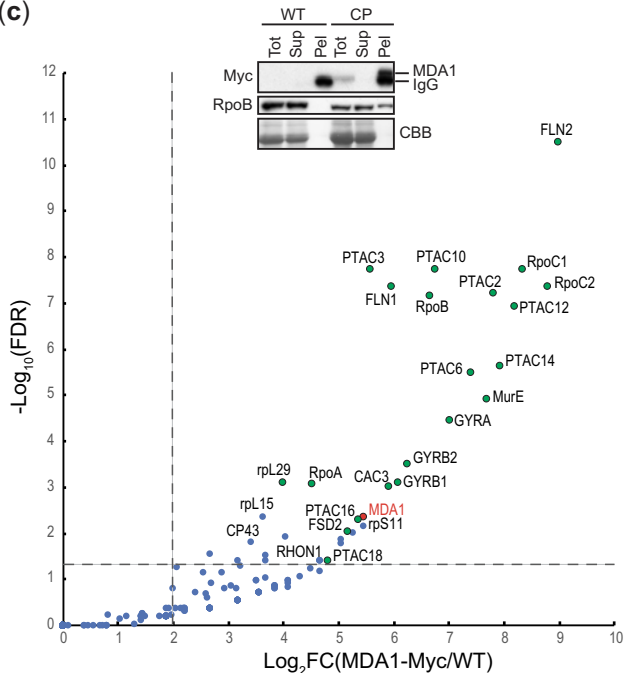 (c)
WT CP
Tot Sup Pel Tot Sup Pel
Myc MDA1
IgG
RpoB
CBB
12
11
10
9
8
7
6
5
4
3
2
1
0
-Log10(FDR)
FLN2
PTAC3 PTAC10 RpoC1
FLN1 RpoB PTAC2 RpoC2
PTAC12
PTAC6 PTAC14
MurE
GYRA
GYRB2
rpL29 RpoA CAC3 GYRB1
rpL15 PTAC16 MDA1
CP43 FSD2 rpS11
RHON1 PTAC18
0 1 2 3 4 5 6 7 8 9 10
Log2FC(MDA1-Myc/WT)